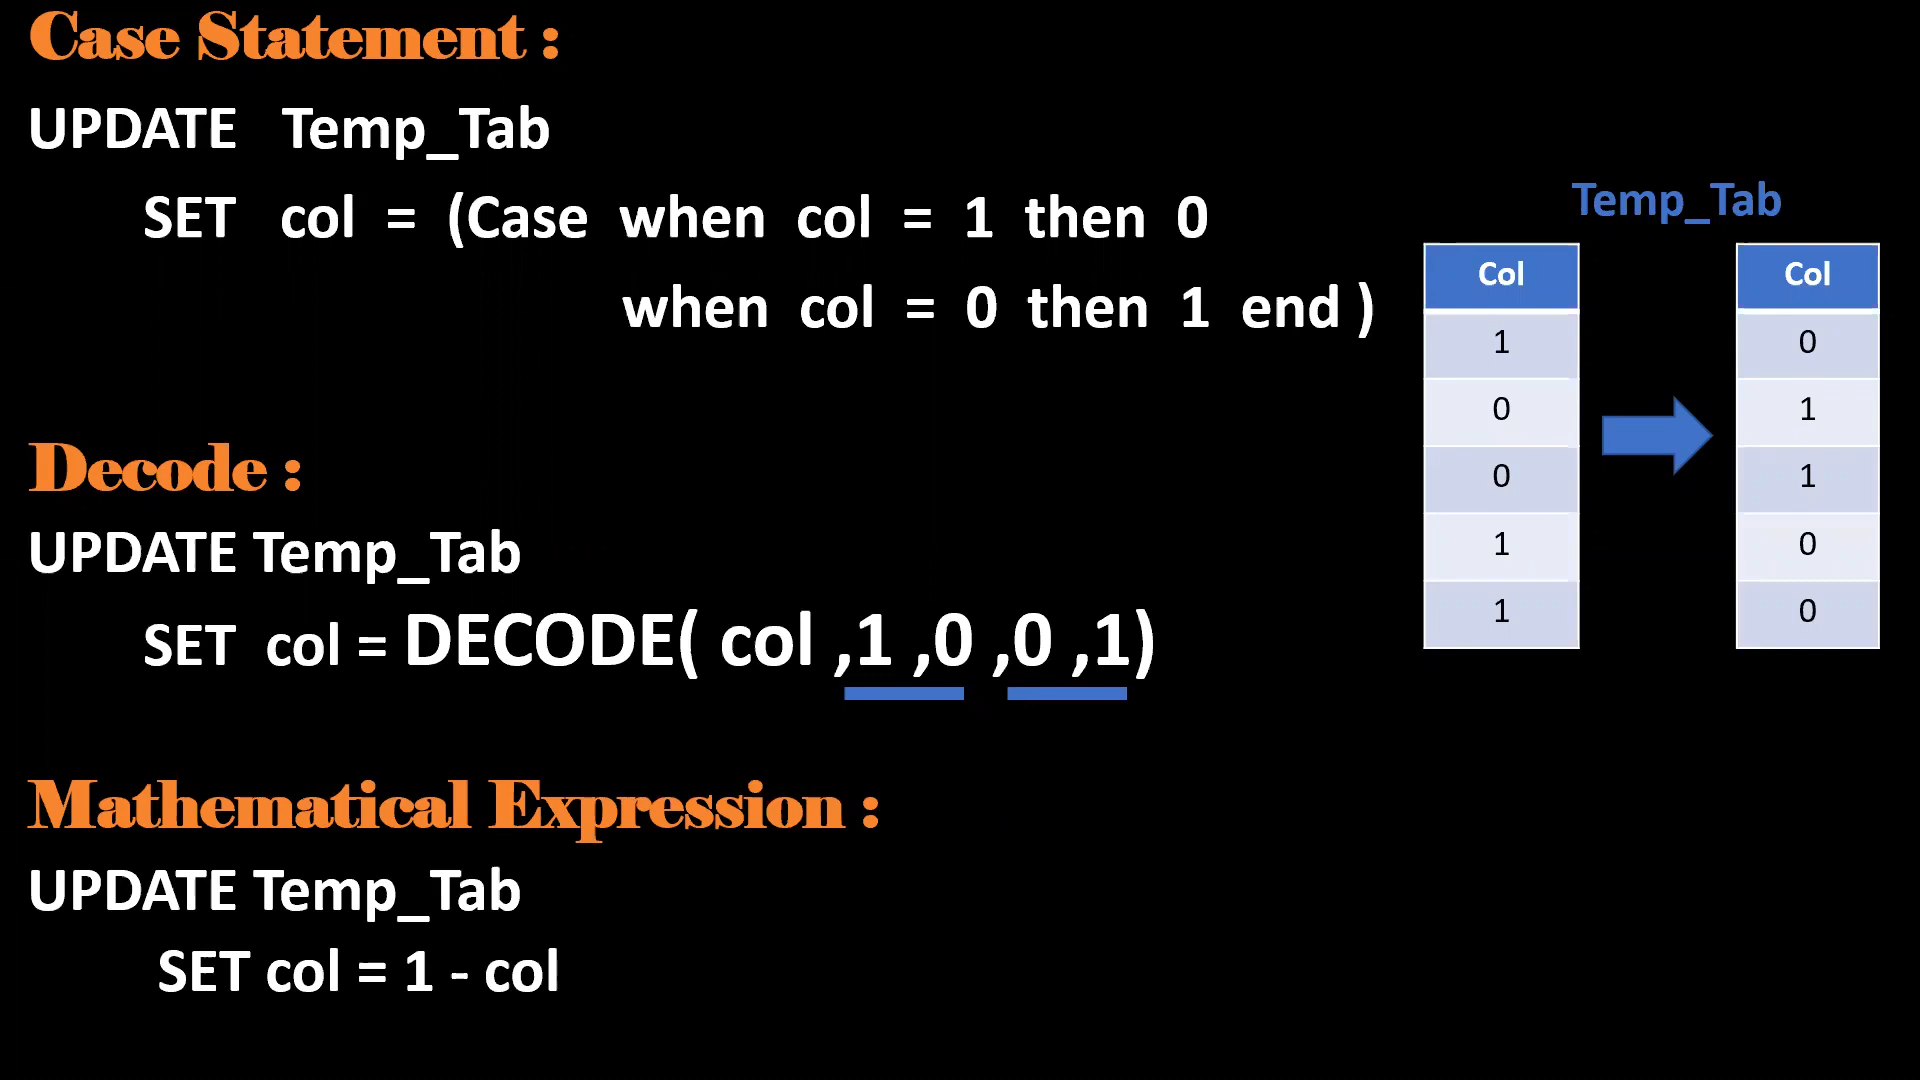 Case Statement :
UPDATE Temp_Tab
SET col = (Case when col = 1 then 0
when col = 0 then 1 end )
Decode :
UPDATE Temp_Tab
SET col = DECODE( col ,1 ,0 ,0 ,1)
Mathematical Expression :
UPDATE Temp_Tab
SET col = 1 - col
Temp_Tab
Col Col
1 0
0 1
0 1
1 0
1 0